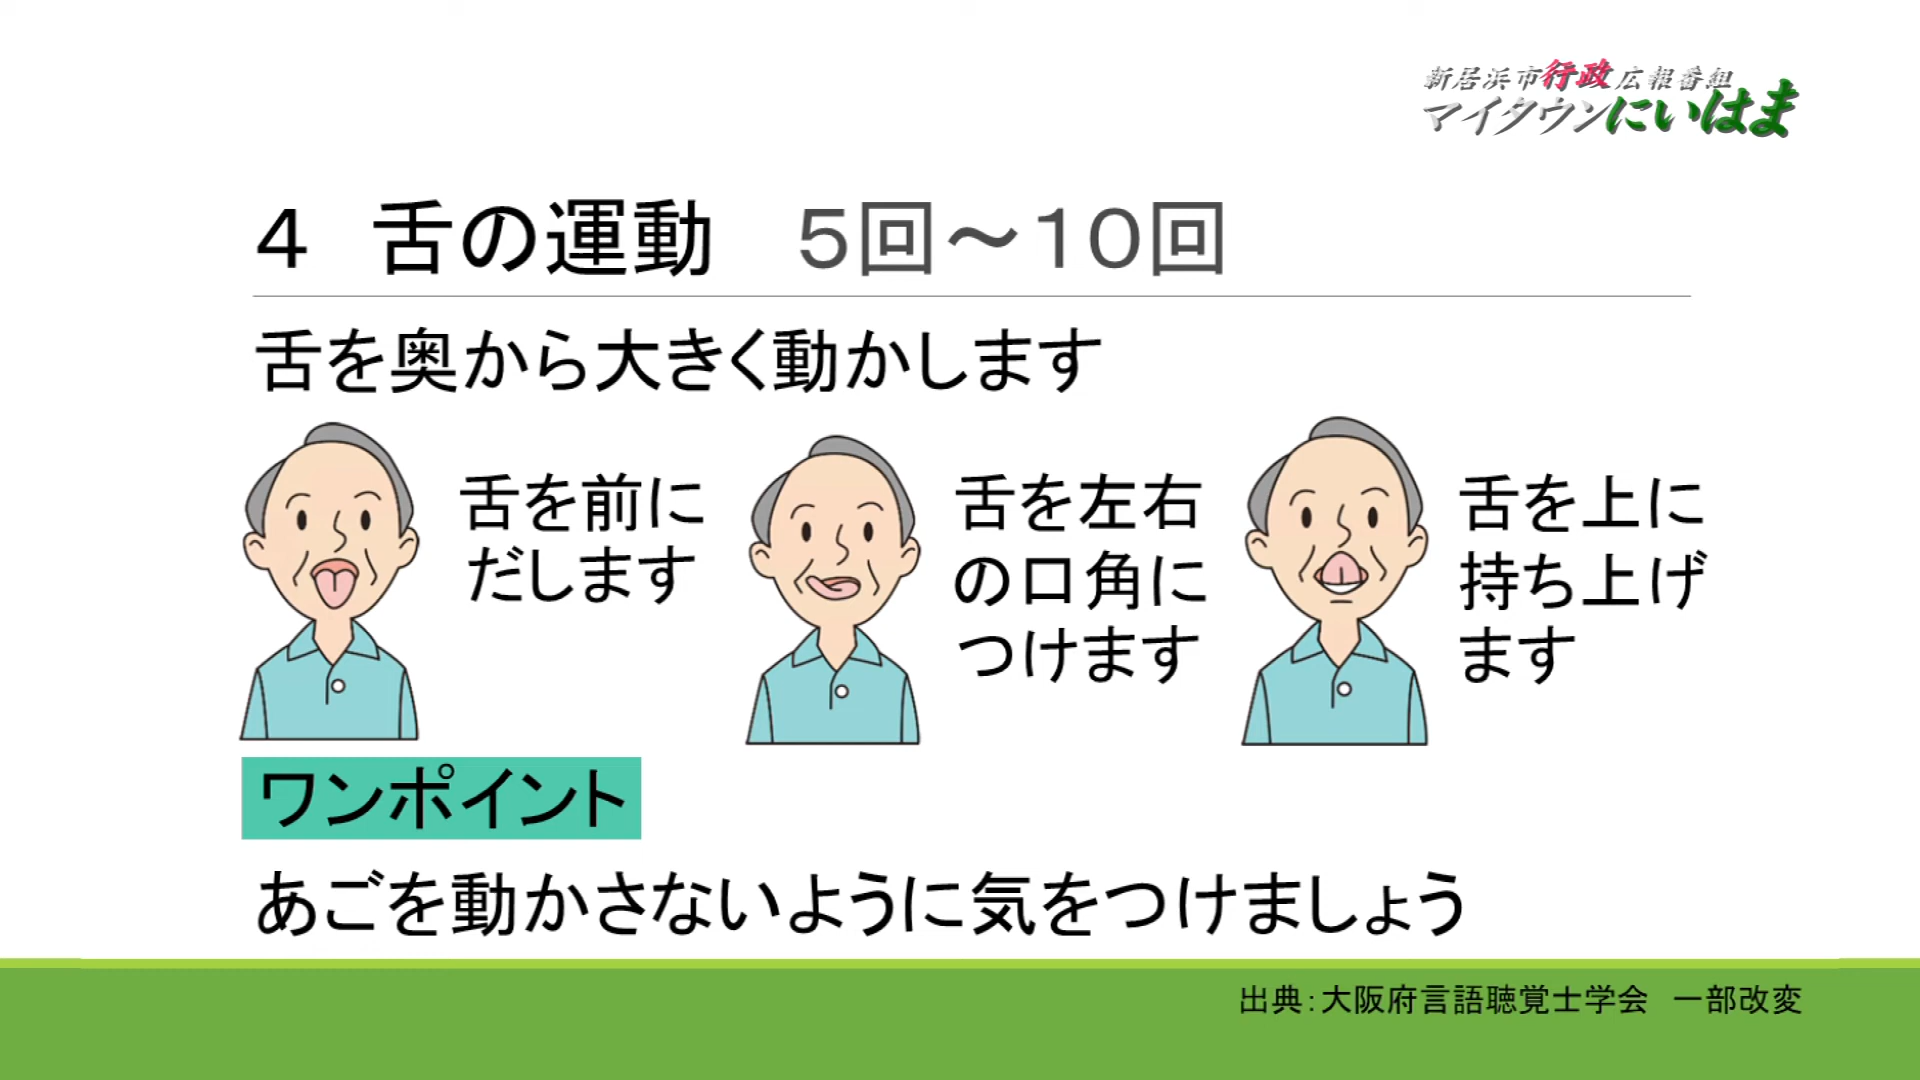 新居浜市行政広報番組
マイタウンにいはま
4　舌の運動　5回～10回
舌を奥から大きく動かします
舌を前に
だします
舌を左右
の口角に
つけます
舌を上に
持ち上げ
ます
ワンポイント
あごを動かさないように気をつけましょう
出典：大阪府言語聴覚士学会　一部改変